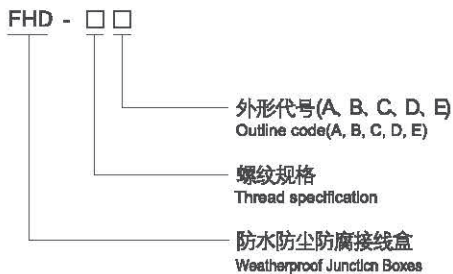 FHD - □ □
外形代号(A、B、C、D、E)
Outline code(A, B, C, D, E)
螺纹规格
Thread specification
防水防尘防腐接线盒
Weatherproof Juncticn Boxes